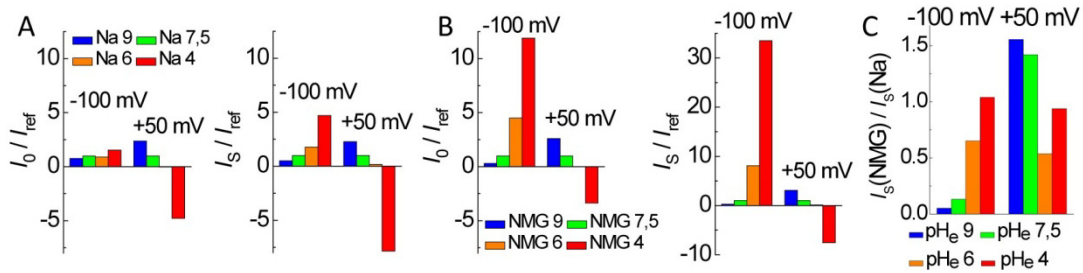 A
I0 / Iref
10
5
0
−5
Na 9 Na 7,5
Na 6 Na 4
-100 mV
+50 mV
IS / Iref
10
5
0
−5
-100 mV
+50 mV
B
I0 / Iref
10
5
0
−5
-100 mV
+50 mV
NMG 9 NMG 7,5
NMG 6 NMG 4
IS / Iref
30
20
10
0
-10
-100 mV
+50 mV
C
-100 mV +50 mV
IS(NMG) / IS(Na)
1.5
1.0
0.5
0.0
pHe 9 pHe 7,5
pHe 6 pHe 4